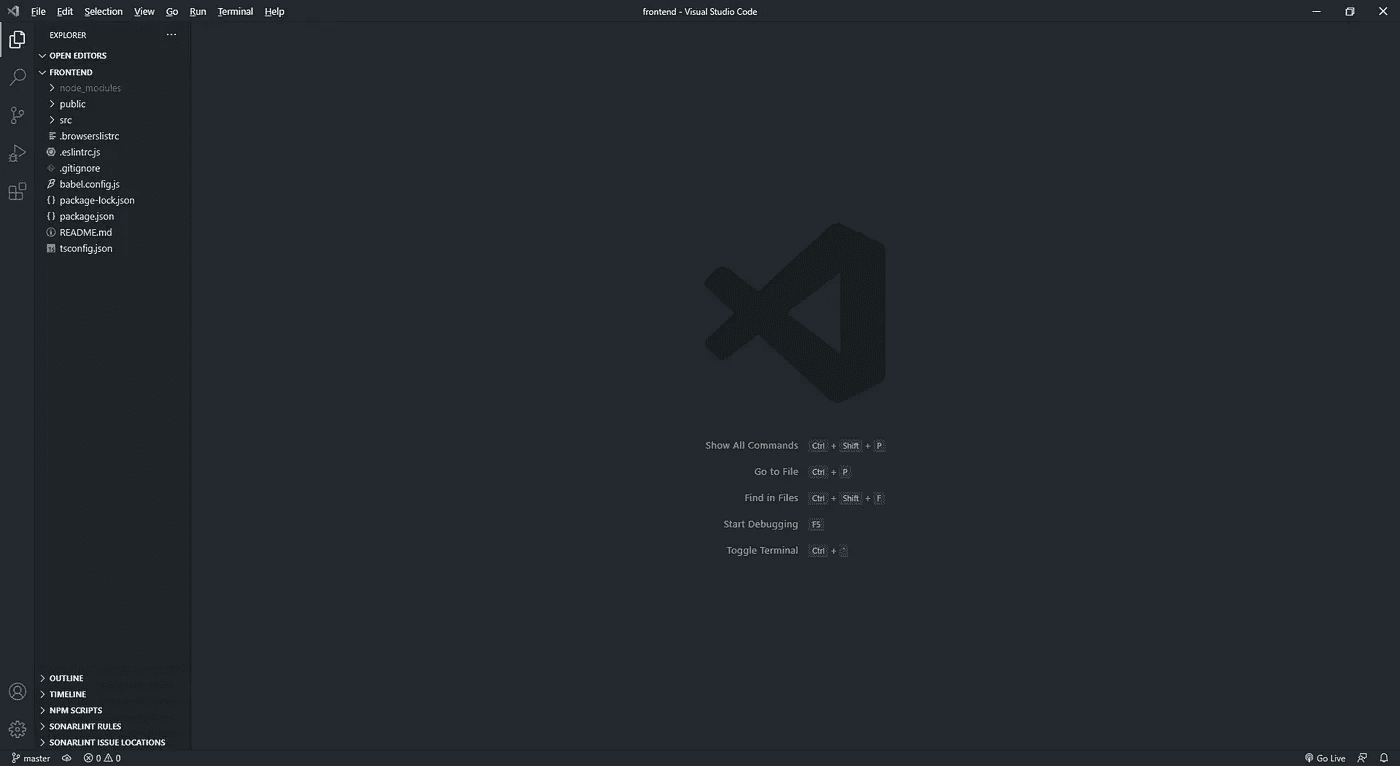 File Edit Selection View Go Run Terminal Help
frontend - Visual Studio Code
EXPLORER
OPEN EDITORS
FRONTEND
node_modules
public
src
.browserslistrc
.eslintrc.js
.gitignore
babel.config.js
package-lock.json
package.json
README.md
tsconfig.json
Show All Commands Ctrl + Shift + P
Go to File Ctrl + P
Find in Files Ctrl + Shift + F
Start Debugging F5
Toggle Terminal Ctrl + `
OUTLINE
TIMELINE
NPM SCRIPTS
SONARLINT RULES
SONARLINT ISSUE LOCATIONS
master 0 0
Go Live